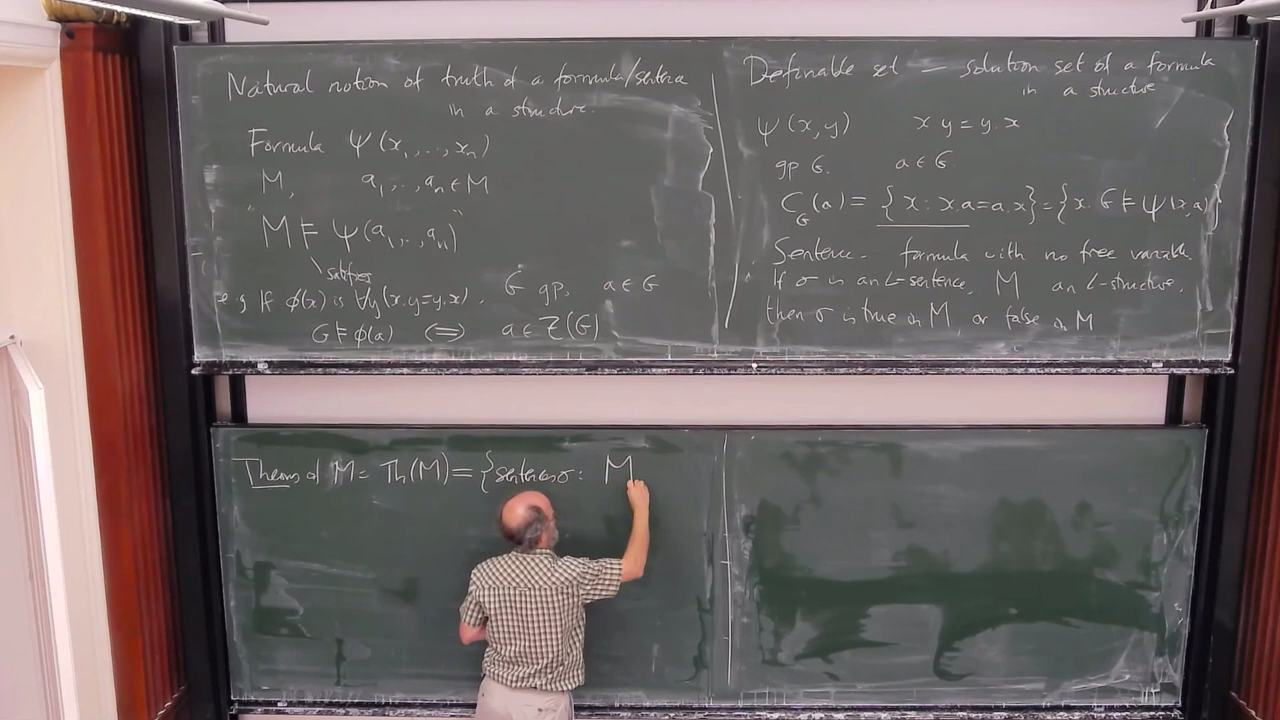 Natural notion of truth of a formula/sentence
in a structure.
Formula ψ(x₁,...,xₙ)
M, a₁,...,aₙ ∈ M
M ⊨ ψ(a₁,...,aₙ)
satisfies
e.g. If ϕ(x) is ∀y(x.y=y.x). G gp, a∈G
G ⊨ ϕ(a) ⟺ a∈Z(G)
Definable set — solution set of a formula
in a structure
ψ(x,y) x.y=y.x
gp G. a∈G.
C_G(a) = {x: x.a=a.x} = {x: G ⊨ ψ(x,a)}
Sentence - formula with no free variable
If σ is an L-sentence, M an L-structure,
then σ is true in M, or false in M
Theory of M = Th(M) = {sentences σ: M